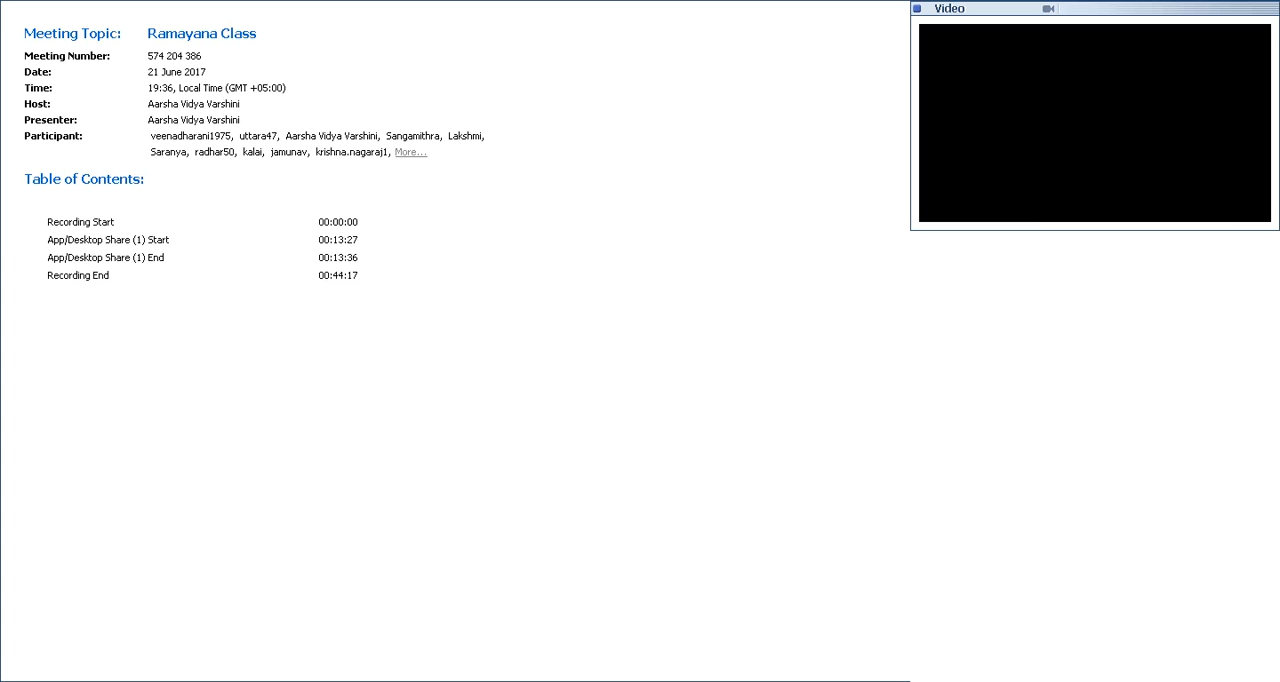 Video
Meeting Topic: Ramayana Class
Meeting Number: 574 204 386
Date: 21 June 2017
Time: 19:36, Local Time (GMT +05:00)
Host: Aarsha Vidya Varshini
Presenter: Aarsha Vidya Varshini
Participant: veenadharani1975, uttara47, Aarsha Vidya Varshini, Sangamithra, Lakshmi,
Saranya, radhar50, kalai, jamunav, krishna.nagaraj1, More...
Table of Contents:
Recording Start 00:00:00
App/Desktop Share (1) Start 00:13:27
App/Desktop Share (1) End 00:13:36
Recording End 00:44:17